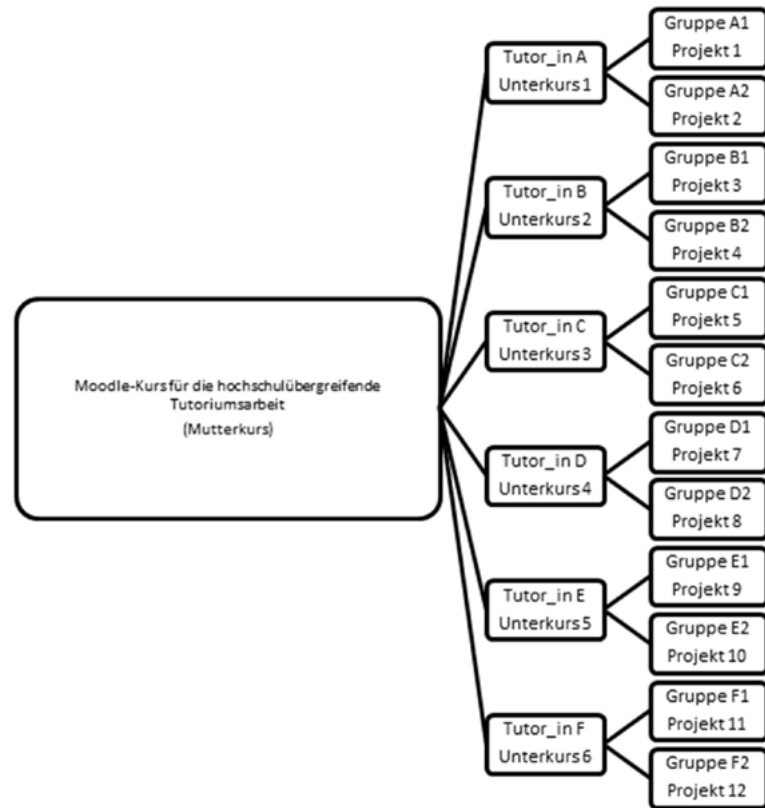 Moodle-Kurs für die hochschulübergreifende
Tutoriumsarbeit
(Mutterkurs)
Tutor_in A
Unterkurs 1
Gruppe A1
Projekt 1
Gruppe A2
Projekt 2
Tutor_in B
Unterkurs 2
Gruppe B1
Projekt 3
Gruppe B2
Projekt 4
Tutor_in C
Unterkurs 3
Gruppe C1
Projekt 5
Gruppe C2
Projekt 6
Tutor_in D
Unterkurs 4
Gruppe D1
Projekt 7
Gruppe D2
Projekt 8
Tutor_in E
Unterkurs 5
Gruppe E1
Projekt 9
Gruppe E2
Projekt 10
Tutor_in F
Unterkurs 6
Gruppe F1
Projekt 11
Gruppe F2
Projekt 12